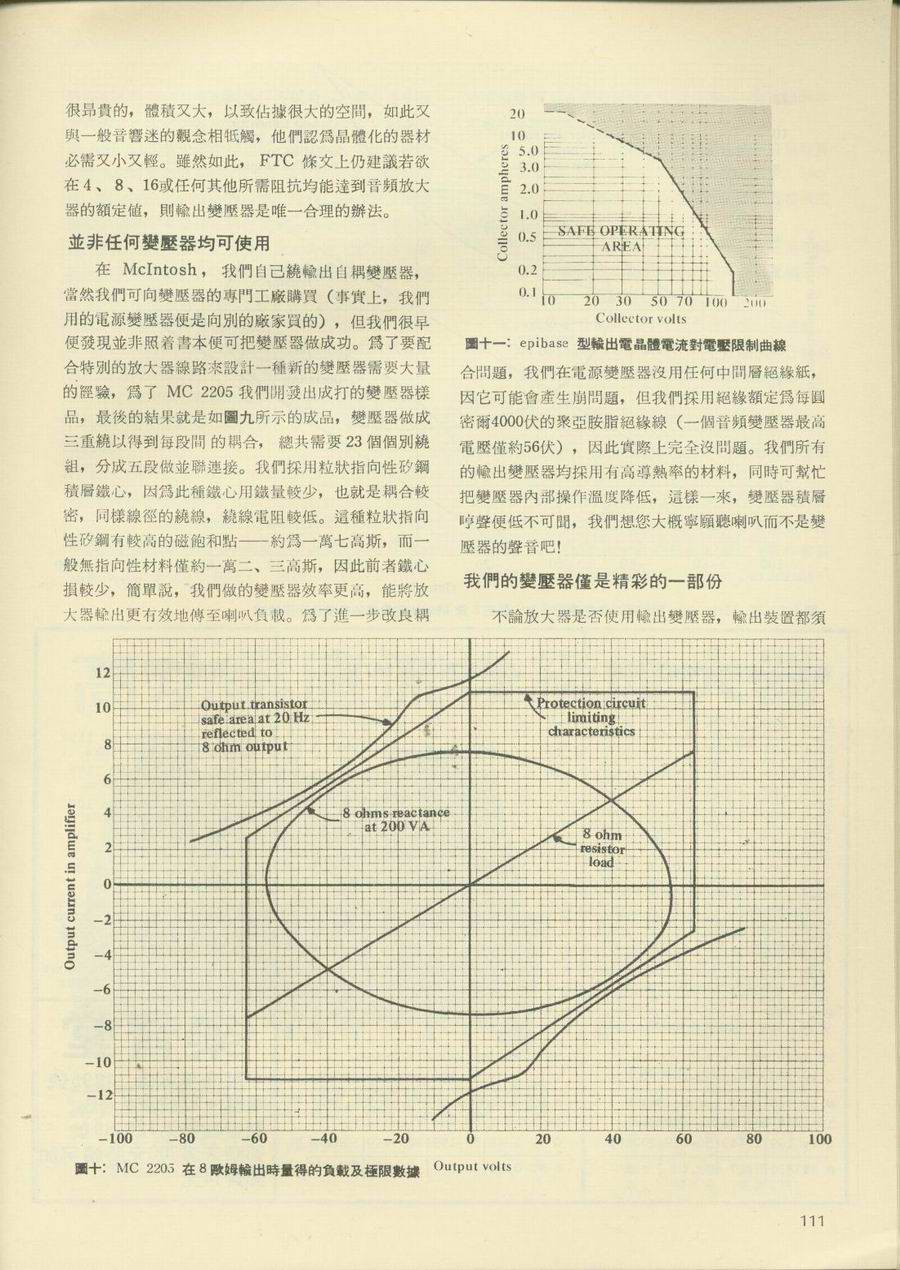 很昂貴的，體積又大，以致佔據很大的空間，如此又
與一般音響迷的觀念相牴觸，他們認爲晶體化的器材
必需又小又輕。雖然如此， FTC 條文上仍建議若欲
在 4 、 8 、 16或任何其他所需阻抗均能達到音頻放大
器的額定値，則輸出變壓器是唯一合理的辦法。
並非任何變壓器均可使用
在 McIntosh ， 我們自己繞輸出自耦變壓器，
當然我們可向變壓器的專門工廠購買（事實上，我們
用的電源變壓器便是向別的廠家買的），但我們很早
便發現並非照着書本便可把變壓器做成功。爲了要配
合特別的放大器線路來設計一種新的變壓器需要大量
的經驗，爲了 MC 2205 我們開發出成打的變壓器樣
品，最後的結果就是如圖九所示的成品，變壓器做成
三重繞以得到每段間 的耦合， 總共需要 23 個個別繞
組，分成五段做並聯連接。我們採用粒狀指向性矽鋼
積層鐵心，因爲此種鐵心用鐵量較少，也就是耦合較
密，同樣線徑的繞線，繞線電阻較低。這種粒狀指向
性矽鋼有較高的磁飽和點——約爲一萬七高斯，而一
般無指向性材料僅約一萬二、三高斯，因此前者鐵心
損較少，簡單說，我們做的變壓器效率更高，能將放
大器輸出更有效地傳至喇叭負載。爲了進一步改良耦
20
10
5.0
3.0
2.0
1.0
0.5
0.2
0.1
Collector amperes
SAFE OPERATING
AREA
10 20 30 50 70 100 200
Collector volts
圖十一： epibase 型輸出電晶體電流對電壓限制曲線
合問題，我們在電源變壓器沒用任何中間層絕緣紙，
因它可能會產生崩問題，但我們採用絕緣額定爲每圓
密爾4000伏的聚亞胺脂絕緣線（一個音頻變壓器最高
電壓僅約56伏），因此實際上完全沒問題。我們所有
的輸出變壓器均採用有高導熱率的材料，同時可幫忙
把變壓器內部操作溫度降低，這樣一來，變壓器積層
哼聲便低不可聞，我們想您大概寧願聽喇叭而不是變
壓器的聲音吧！
我們的變壓器僅是精彩的一部份
不論放大器是否使用輸出變壓器，輸出裝置都須
12
10
8
6
4
2
0
−2
−4
−6
−8
−10
−12
Output current in amplifier
Output transistor
safe area at 20 Hz
reflected to
8 ohm output
Protection circuit
limiting
characteristics
8 ohms reactance
at 200 VA
8 ohm
resistor
load
−100 −80 −60 −40 −20 0 20 40 60 80 100
Output volts
圖十： MC 2205 在 8 歐姆輸出時量得的負載及極限數據
111